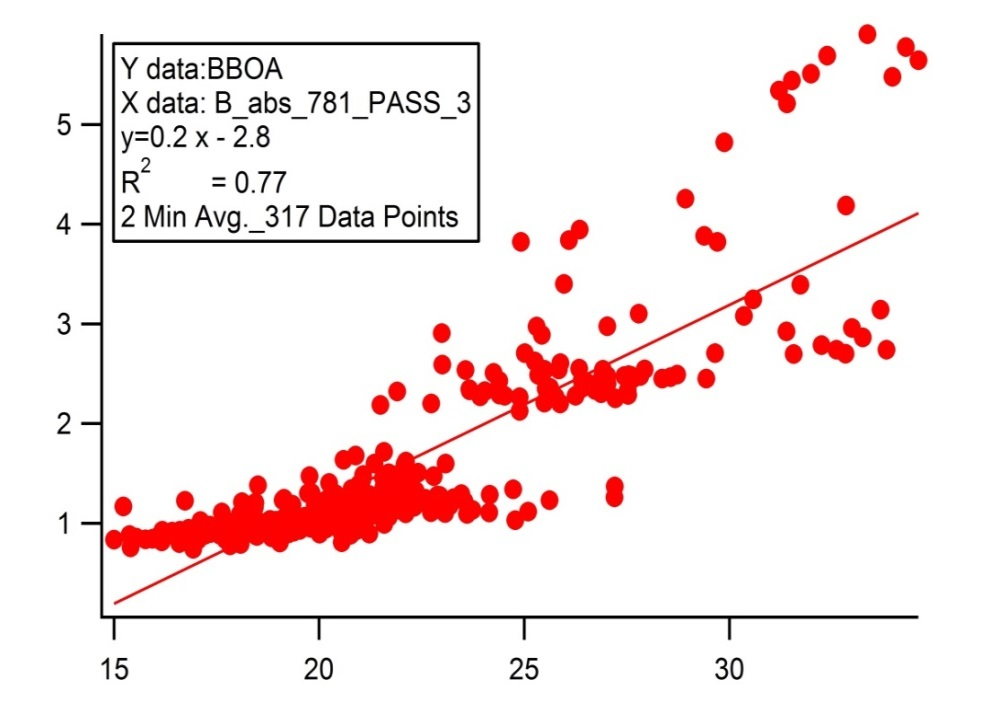 Y data:BBOA
X data: B_abs_781_PASS_3
y=0.2 x - 2.8
R² = 0.77
2 Min Avg._317 Data Points
5
4
3
2
1
15 20 25 30